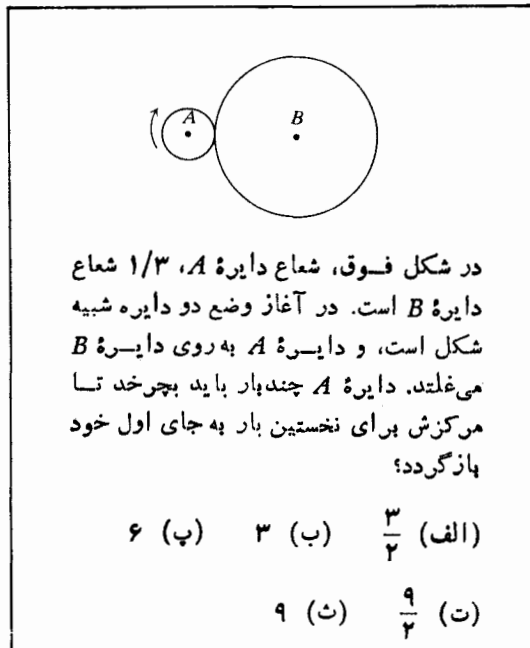 A B
در شکل فوق، شعاع دایرهٔ A، ۱/۳ شعاع
دایرهٔ B است. در آغاز وضع دو دایره شبیه
شکل است، و دایرهٔ A به روی دایرهٔ B
می‌غلتد. دایرهٔ A چندبار باید بچرخد تا
مرکزش برای نخستین بار به جای اول خود
بازگردد؟
(الف) ۳/۲ (ب) ۳ (پ) ۶
(ت) ۹/۲ (ث) ۹